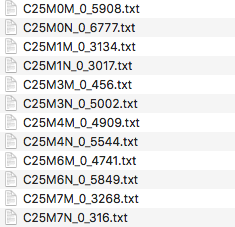 C25M0M_0_5908.txt
C25M0N_0_6777.txt
C25M1M_0_3134.txt
C25M1N_0_3017.txt
C25M3M_0_456.txt
C25M3N_0_5002.txt
C25M4M_0_4909.txt
C25M4N_0_5544.txt
C25M6M_0_4741.txt
C25M6N_0_5849.txt
C25M7M_0_3268.txt
C25M7N_0_316.txt